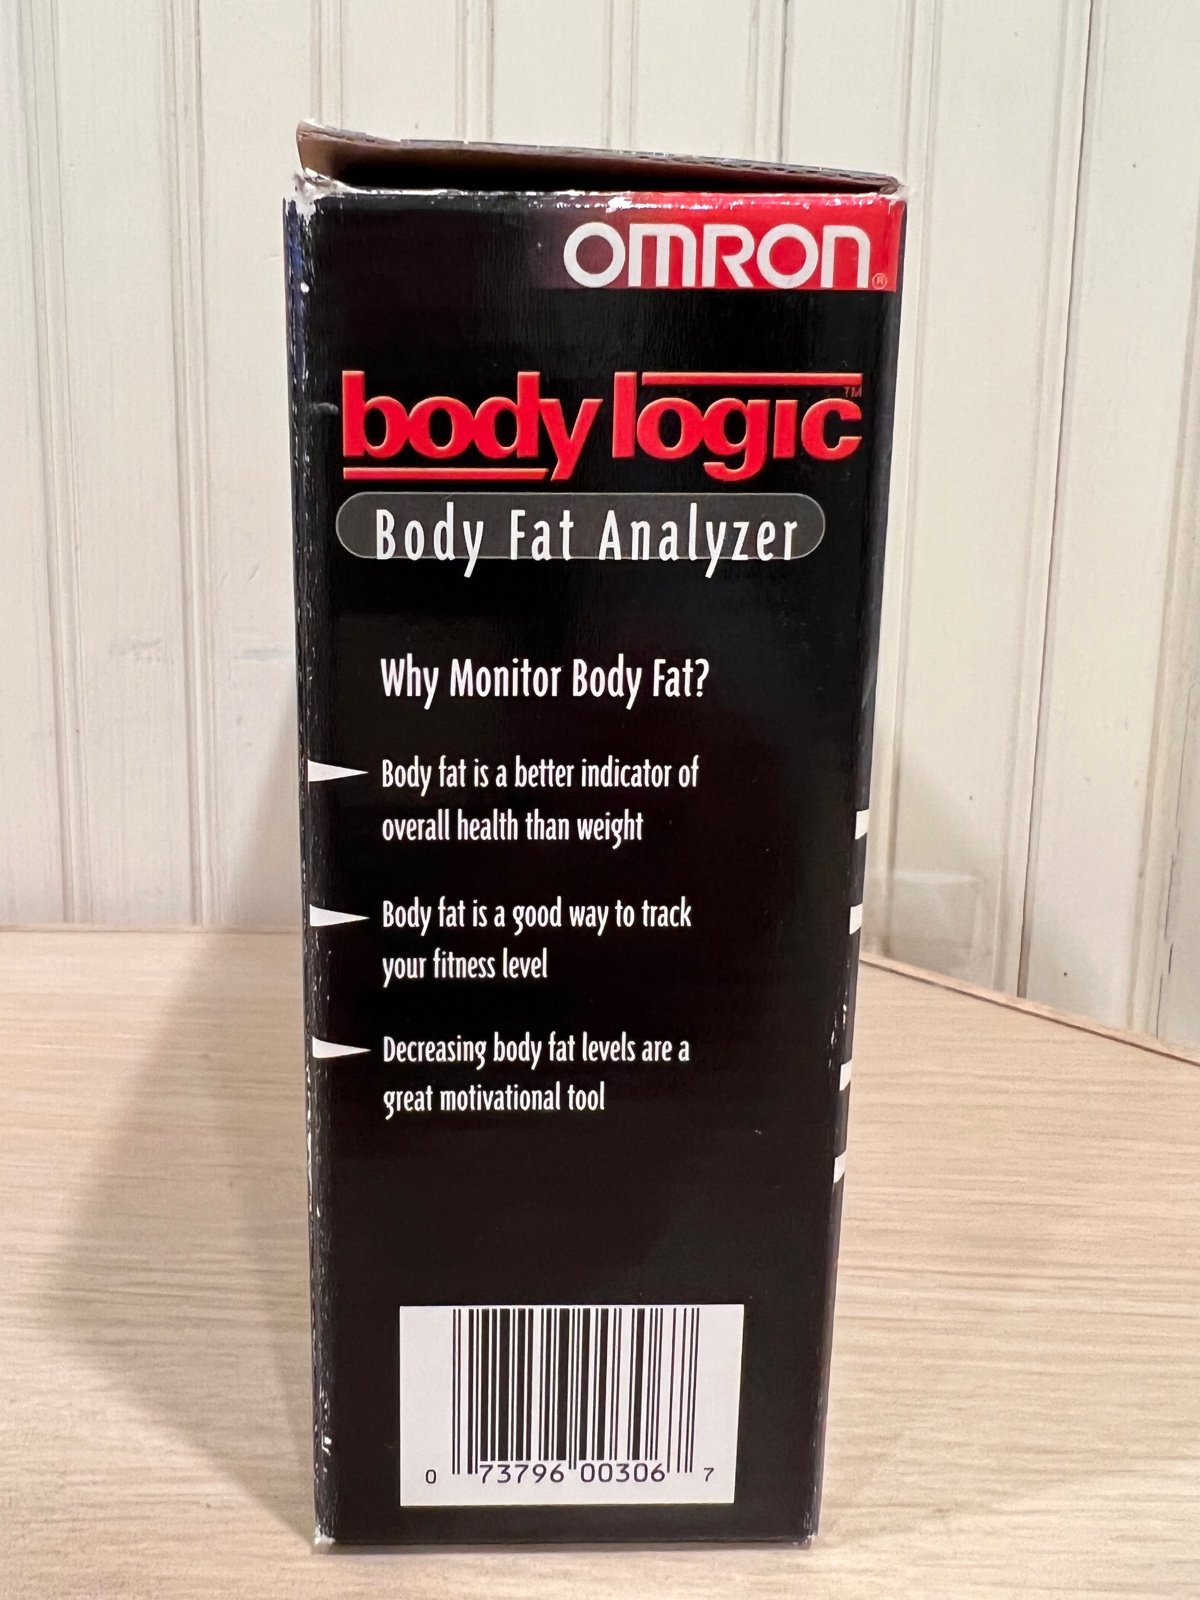 OMRON®
body logic™
Body Fat Analyzer
Why Monitor Body Fat?
Body fat is a better indicator of
overall health than weight
Body fat is a good way to track
your fitness level
Decreasing body fat levels are a
great motivational tool
0 73796 00306 7